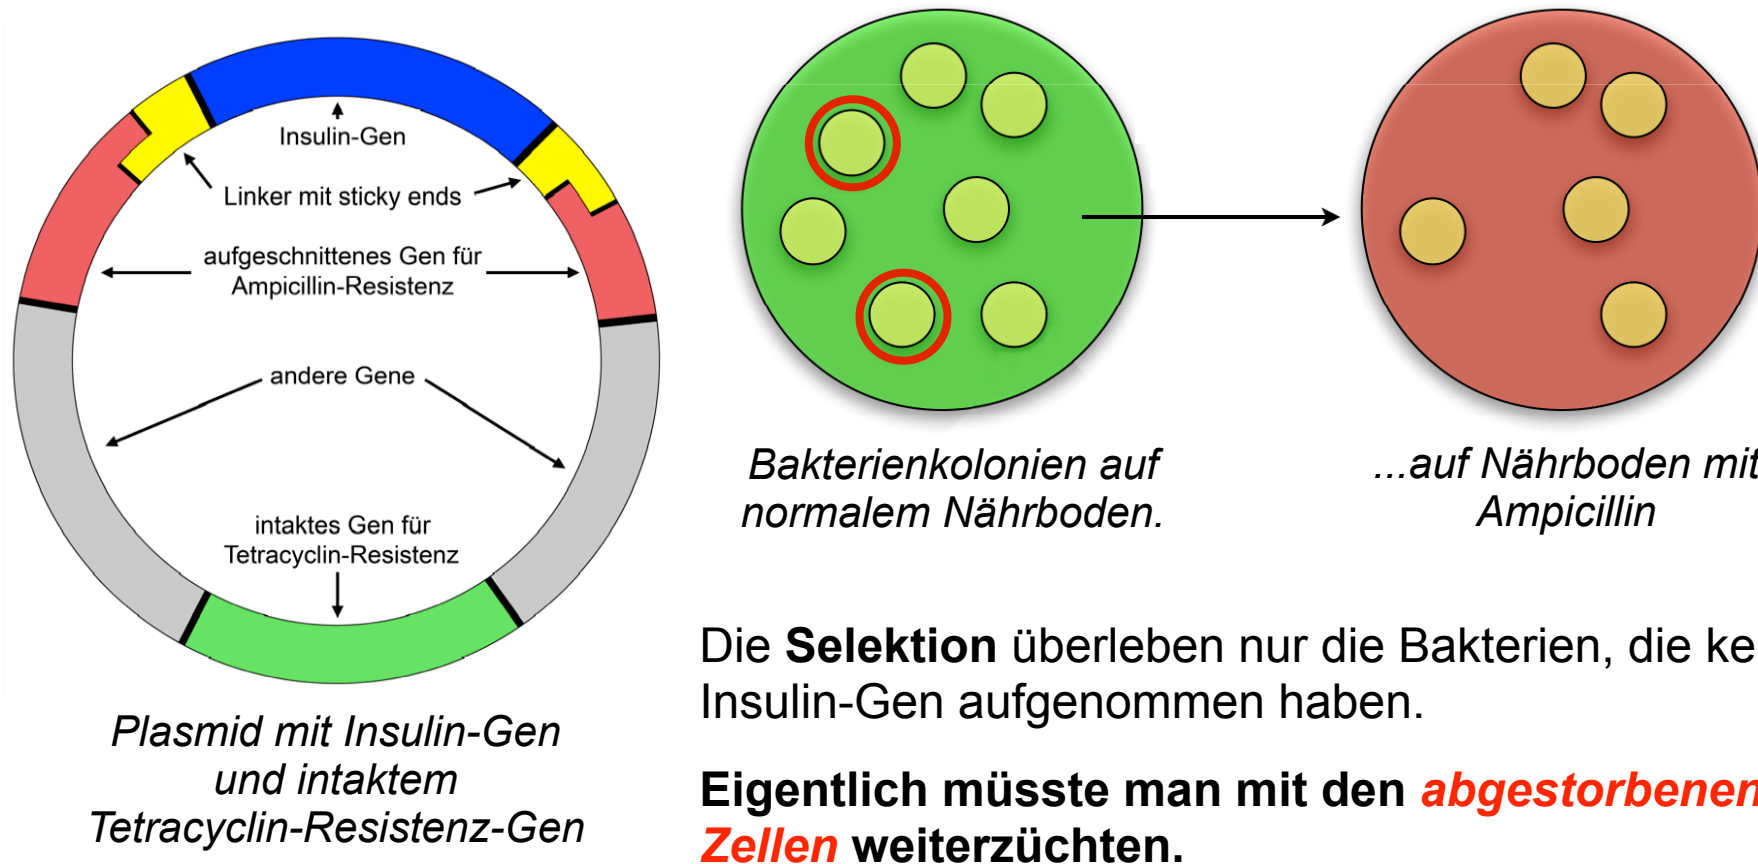 Insulin-Gen
Linker mit sticky ends
aufgeschnittenes Gen für
Ampicillin-Resistenz
andere Gene
intaktes Gen für
Tetracyclin-Resistenz
Plasmid mit Insulin-Gen
und intaktem
Tetracyclin-Resistenz-Gen
Bakterienkolonien auf
normalem Nährboden.
...auf Nährboden mit
Ampicillin
Die Selektion überleben nur die Bakterien, die ke
Insulin-Gen aufgenommen haben.
Eigentlich müsste man mit den abgestorbenen
Zellen weiterzüchten.